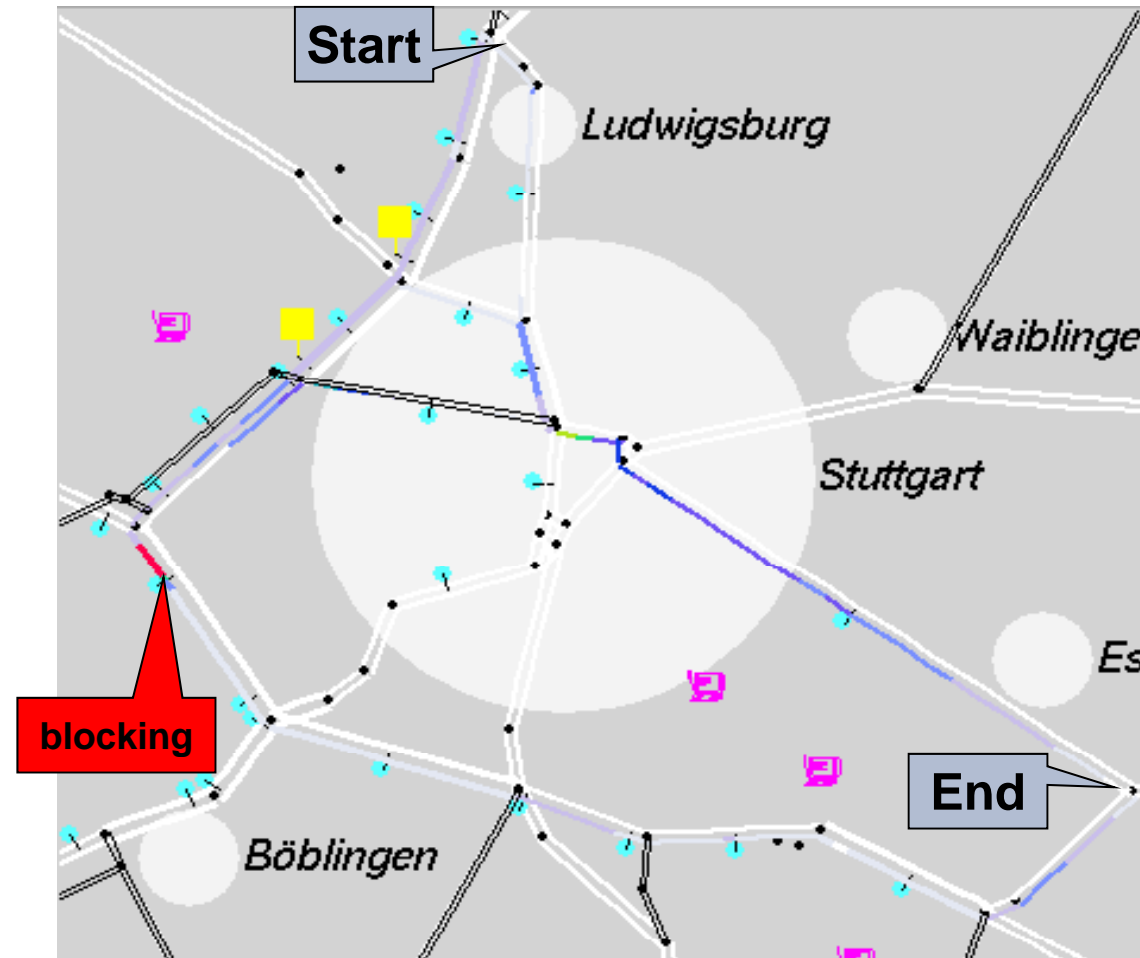 Start
Ludwigsburg
Waiblinge
Stuttgart
Es
blocking
End
Böblingen